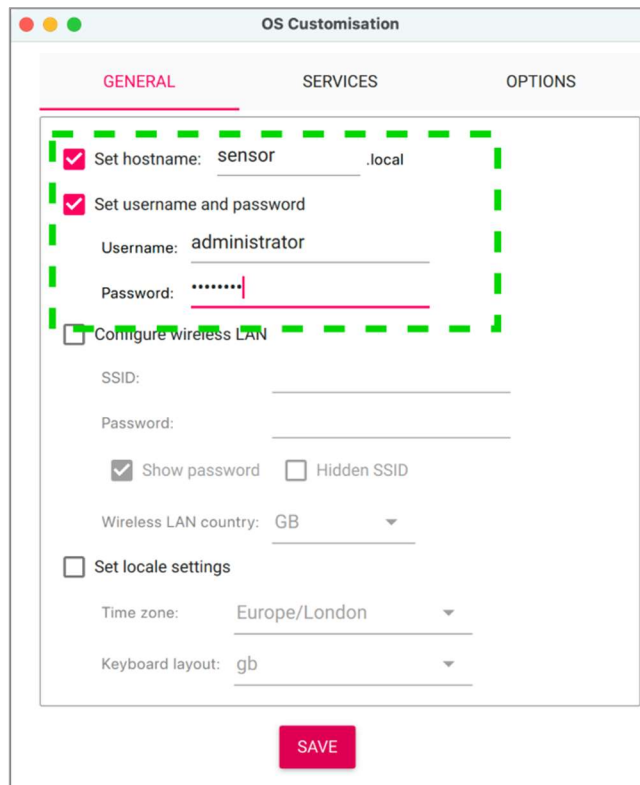 OS Customisation
GENERAL SERVICES OPTIONS
Set hostname: sensor .local
Set username and password
Username: administrator
Password: ••••••••
Configure wireless LAN
SSID:
Password:
Show password Hidden SSID
Wireless LAN country: GB
Set locale settings
Time zone: Europe/London
Keyboard layout: gb
SAVE